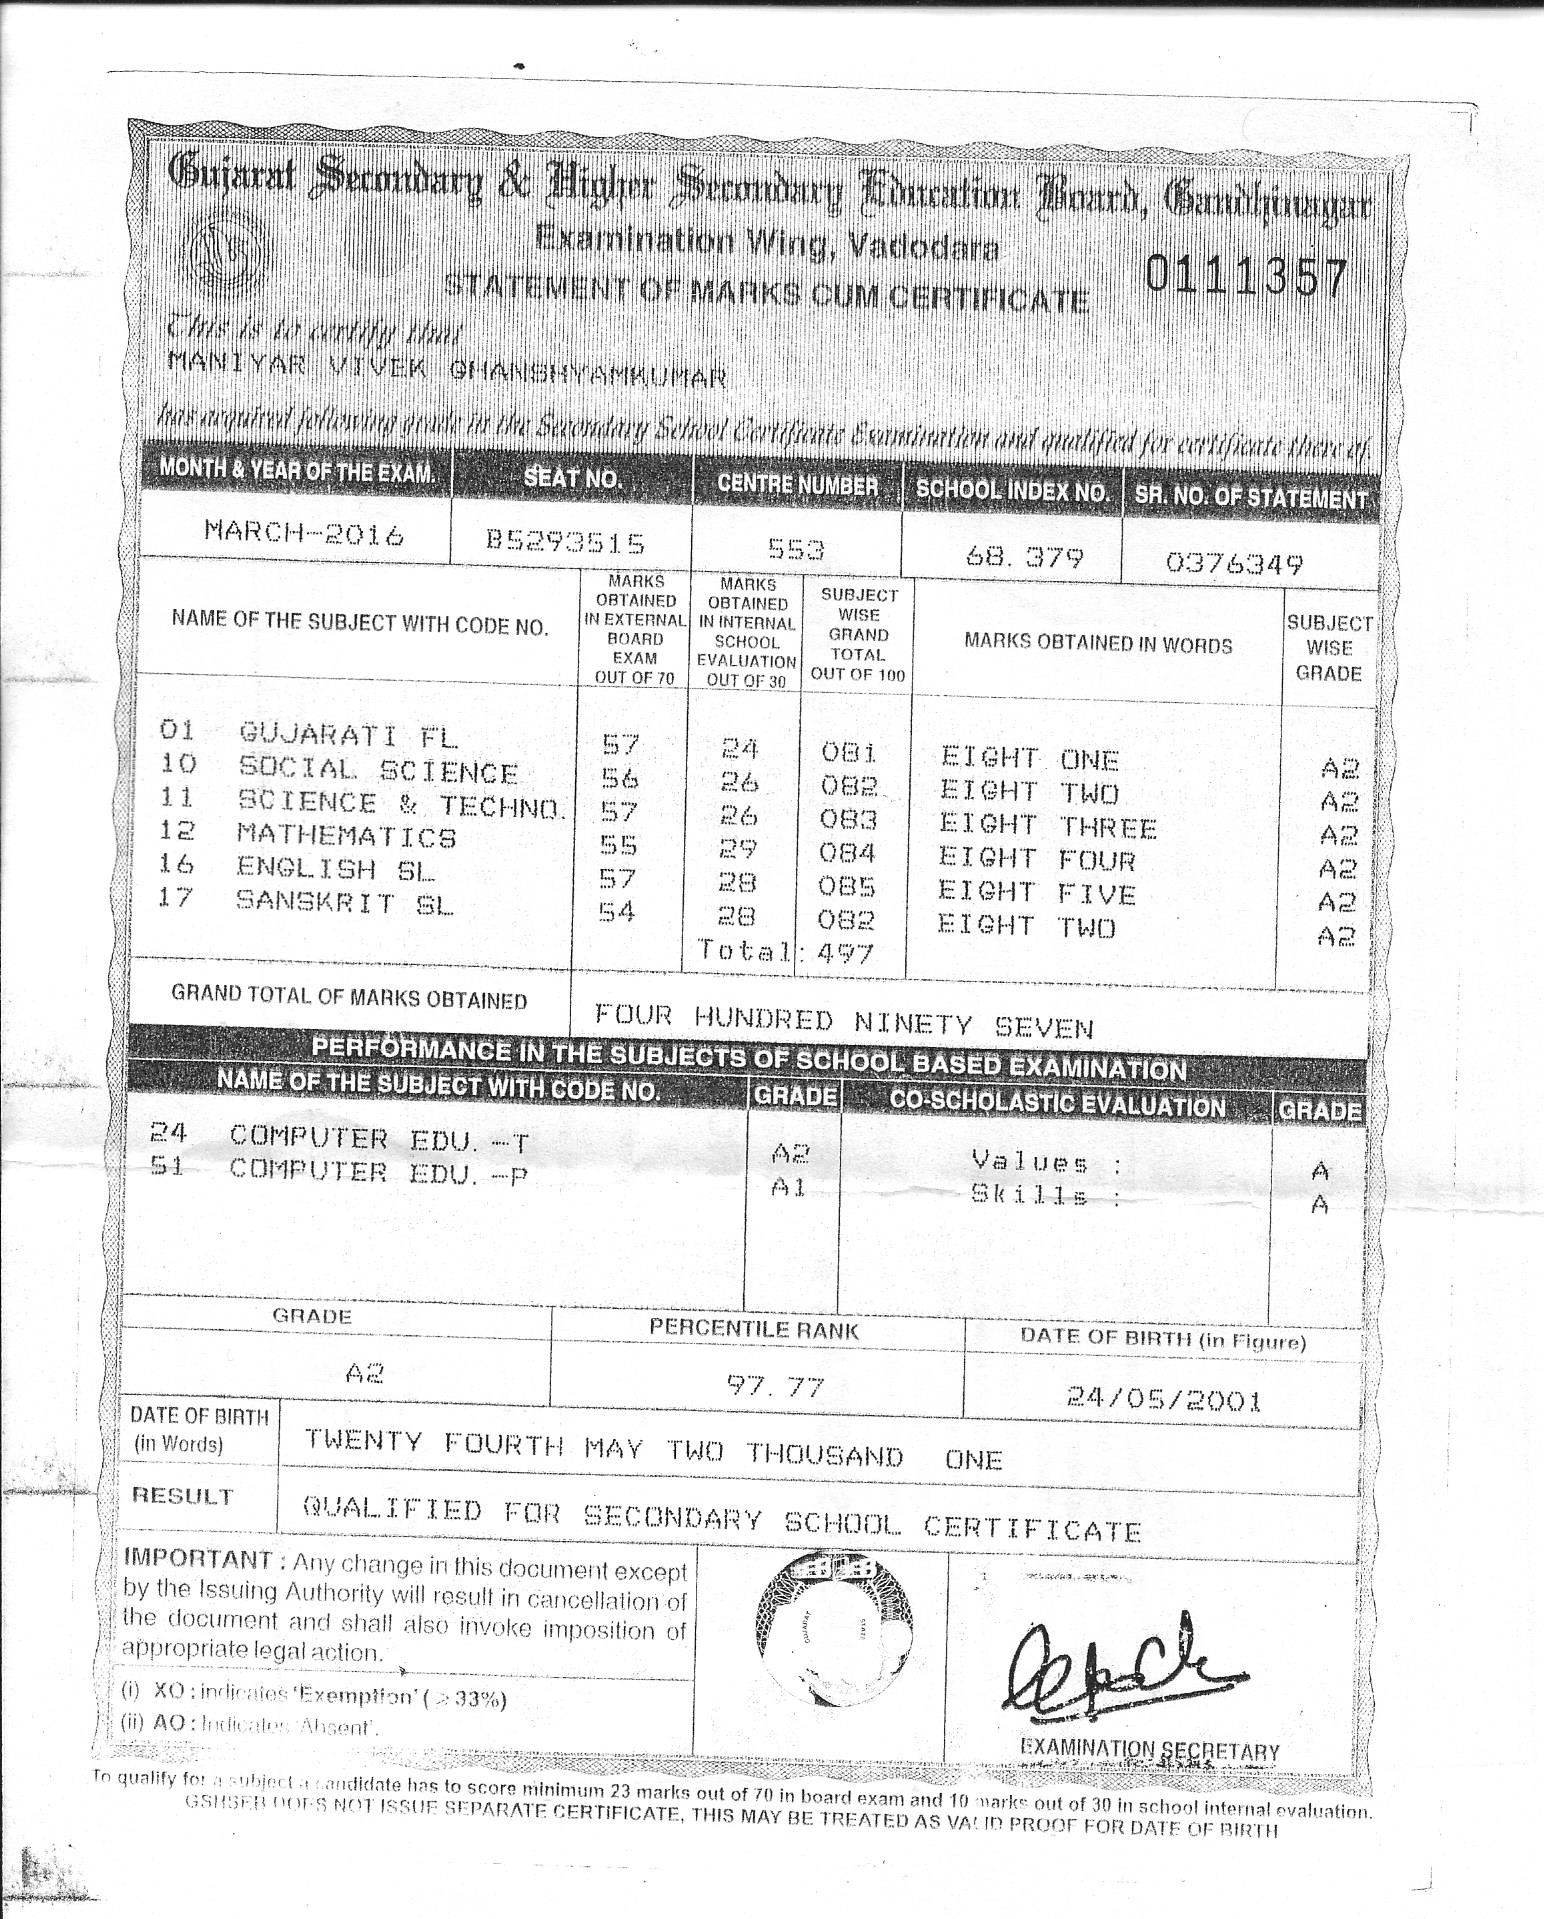 Gujarat Secondary & Higher Secondary Education Board, Gandhinagar
Examination Wing, Vadodara
0111357
STATEMENT OF MARKS CUM CERTIFICATE
This is to certify that
MANIYAR VIVEK GHANSHYAMKUMAR
has acquired following grade in the Secondary School Certificate Examination and qualified for certificate there of.
MONTH & YEAR OF THE EXAM. SEAT NO. CENTRE NUMBER SCHOOL INDEX NO. SR. NO. OF STATEMENT
MARCH-2016 B5293515 553 68.379 0376349
NAME OF THE SUBJECT WITH CODE NO. MARKS OBTAINED IN EXTERNAL BOARD EXAM OUT OF 70 MARKS OBTAINED IN INTERNAL SCHOOL EVALUATION OUT OF 30 SUBJECT WISE GRAND TOTAL OUT OF 100 MARKS OBTAINED IN WORDS SUBJECT WISE GRADE
01 GUJARATI FL 57 24 081 EIGHT ONE A2
10 SOCIAL SCIENCE 56 26 082 EIGHT TWO A2
11 SCIENCE & TECHNO. 57 26 083 EIGHT THREE A2
12 MATHEMATICS 55 29 084 EIGHT FOUR A2
16 ENGLISH SL 57 28 085 EIGHT FIVE A2
17 SANSKRIT SL 54 28 082 EIGHT TWO A2
Total: 497
GRAND TOTAL OF MARKS OBTAINED FOUR HUNDRED NINETY SEVEN
PERFORMANCE IN THE SUBJECTS OF SCHOOL BASED EXAMINATION
NAME OF THE SUBJECT WITH CODE NO. GRADE CO-SCHOLASTIC EVALUATION GRADE
24 COMPUTER EDU.-T A2 Values : A
51 COMPUTER EDU.-P A1 Skills : A
GRADE PERCENTILE RANK DATE OF BIRTH (in Figure)
A2 97.77 24/05/2001
DATE OF BIRTH (in Words) TWENTY FOURTH MAY TWO THOUSAND ONE
RESULT QUALIFIED FOR SECONDARY SCHOOL CERTIFICATE
IMPORTANT : Any change in this document except
by the Issuing Authority will result in cancellation of
the document and shall also invoke imposition of
appropriate legal action.
(i) XO : indicates 'Exemption' ( ≥ 33%)
(ii) AO : Indicates 'Absent'.
GUJARAT STATE
EXAMINATION SECRETARY
To qualify for a subject a candidate has to score minimum 23 marks out of 70 in board exam and 10 marks out of 30 in school internal evaluation.
GSHSEB DOES NOT ISSUE SEPARATE CERTIFICATE, THIS MAY BE TREATED AS VALID PROOF FOR DATE OF BIRTH